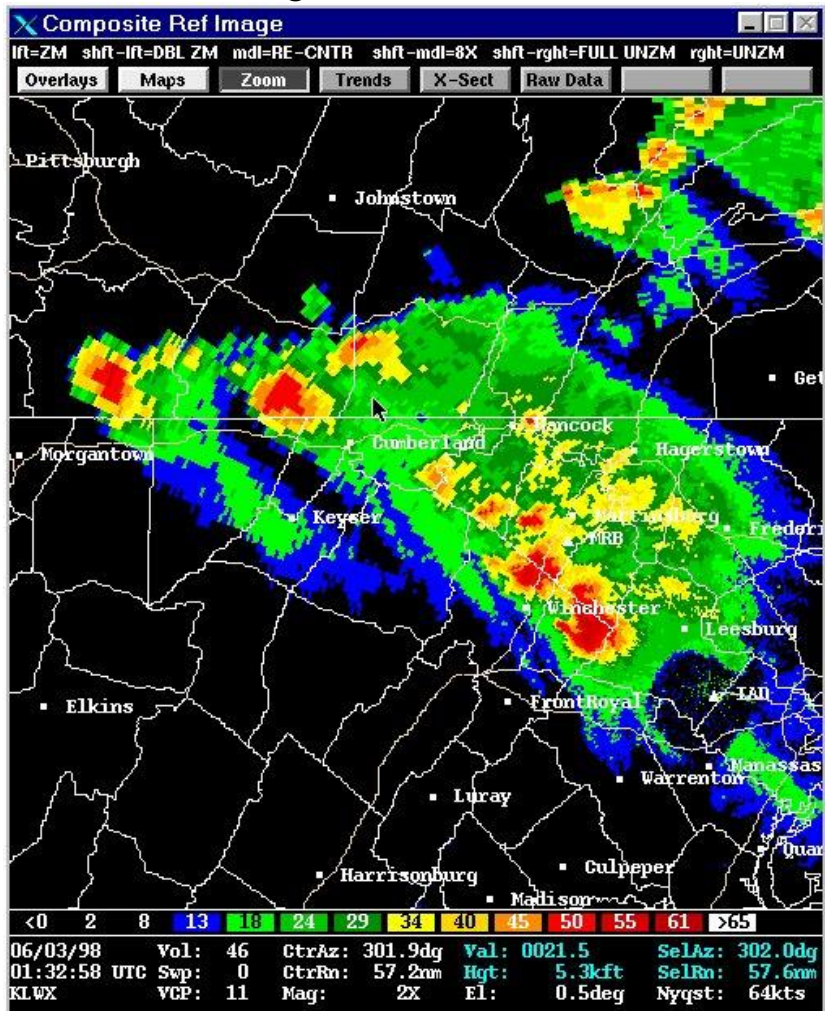 Composite Ref Image
lft=ZM shft-lft=DBL ZM mdl=RE-CNTR shft-mdl=8X shft-rght=FULL UNZM rght=UNZM
Overlays Maps Zoom Trends X-Sect Raw Data
Pittsburgh
Johnstown
Get
Hancock
Cumberland
Hagerstown
Morgantown
Keyser
Martinsburg
Frederi
MRB
Winchester
Leesburg
IAD
Elkins
FrontRoyal
Manassas
Warrenton
Luray
Quan
Culpeper
Harrisonburg
Madison
<0 2 8 13 18 24 29 34 40 45 50 55 61 >65
06/03/98 Vol: 46 CtrAz: 301.9dg Val: 0021.5 SelAz: 302.0dg
01:32:58 UTC Swp: 0 CtrRn: 57.2nm Hgt: 5.3kft SelRn: 57.6nm
KLWX VCP: 11 Mag: 2X El: 0.5deg Nyqst: 64kts